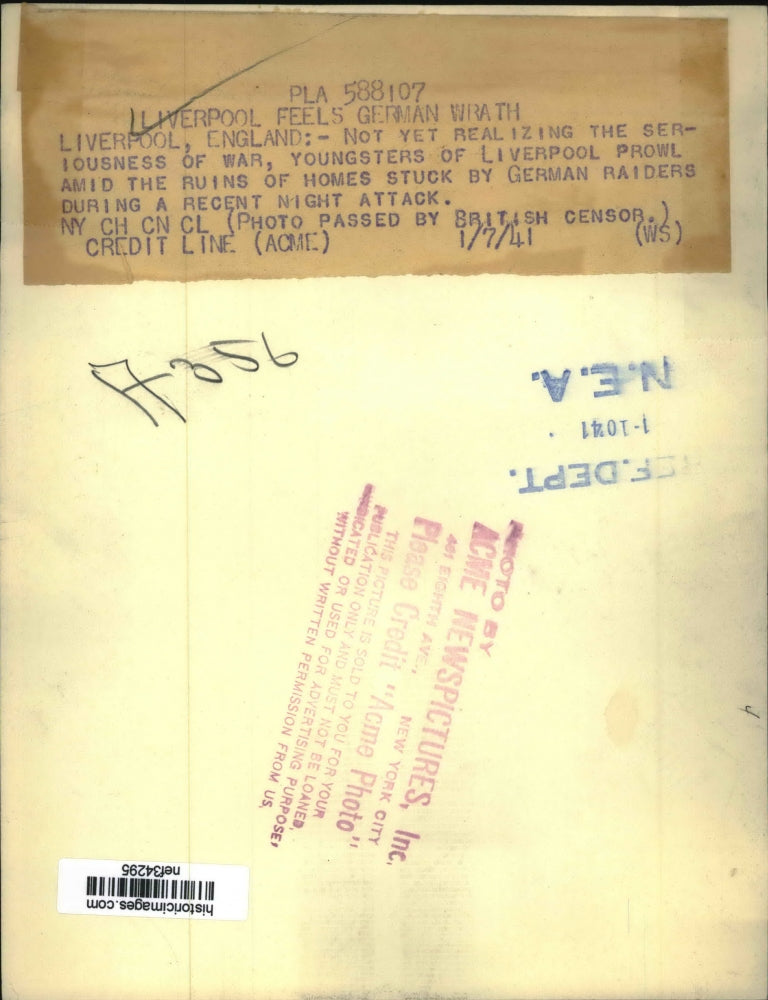 PLA 588107
LIVERPOOL FEELS GERMAN WRATH
LIVERPOOL, ENGLAND:- NOT YET REALIZING THE SER-
IOUSNESS OF WAR, YOUNGSTERS OF LIVERPOOL PROWL
AMID THE RUINS OF HOMES STUCK BY GERMAN RAIDERS
DURING A RECENT NIGHT ATTACK.
NY CH CN CL (PHOTO PASSED BY BRITISH CENSOR.)
CREDIT LINE (ACME) 1/7/41 (WS)
A356
N.E.A.
1-1041
REF. DEPT.
PHOTO BY
ACME NEWSPICTURES, Inc.
461 EIGHTH AVE., NEW YORK CITY
Please Credit "Acme Photo"
THIS PICTURE IS SOLD TO YOU FOR YOUR
PUBLICATION ONLY AND MUST NOT BE LOANED,
SYNDICATED OR USED FOR ADVERTISING PURPOSE,
WITHOUT WRITTEN PERMISSION FROM US.
historicimages.com
nef34295